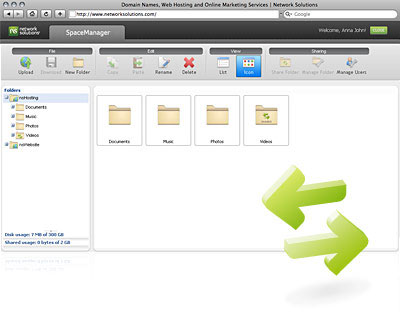 Domain Names, Web Hosting and Online Marketing Services | Network Solutions
http://www.networksolutions.com/
Google
network solutions.
SpaceManager
Welcome, Anna John!
CLOSE
File
Edit
View
Sharing
Upload
Download
New Folder
Copy
Paste
Rename
Delete
List
Icon
Share Folder
Manage Folder
Manage Users
Folders
nsHosting
Documents
Music
Photos
Videos
nsWebsite
Documents
Music
Photos
Videos
Disk usage: 7 MB of 300 GB
Shared usage: 0 bytes of 2 GB